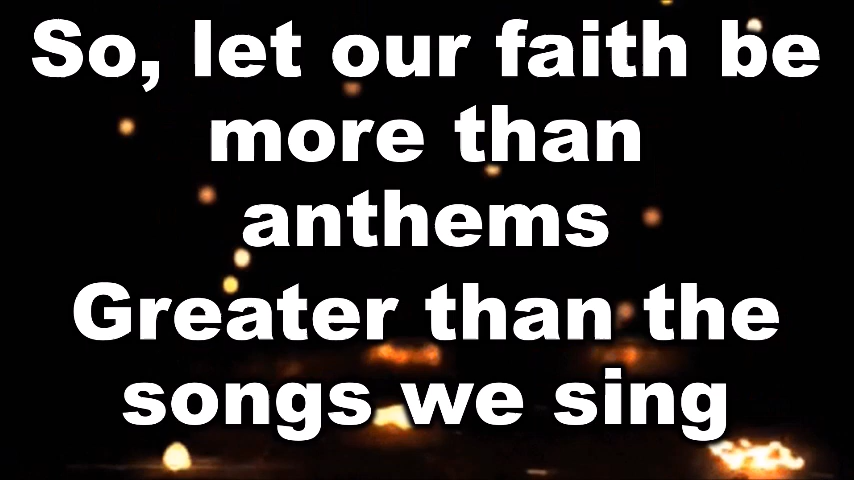 So, let our faith be
more than
anthems
Greater than the
songs we sing